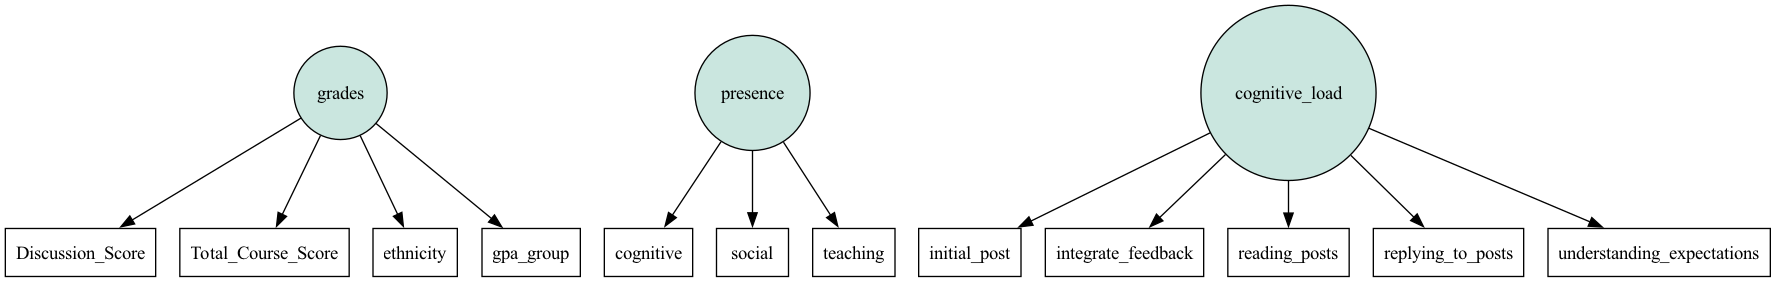 grades
presence
cognitive_load
Discussion_Score
Total_Course_Score
ethnicity
gpa_group
cognitive
social
teaching
initial_post
integrate_feedback
reading_posts
replying_to_posts
understanding_expectations